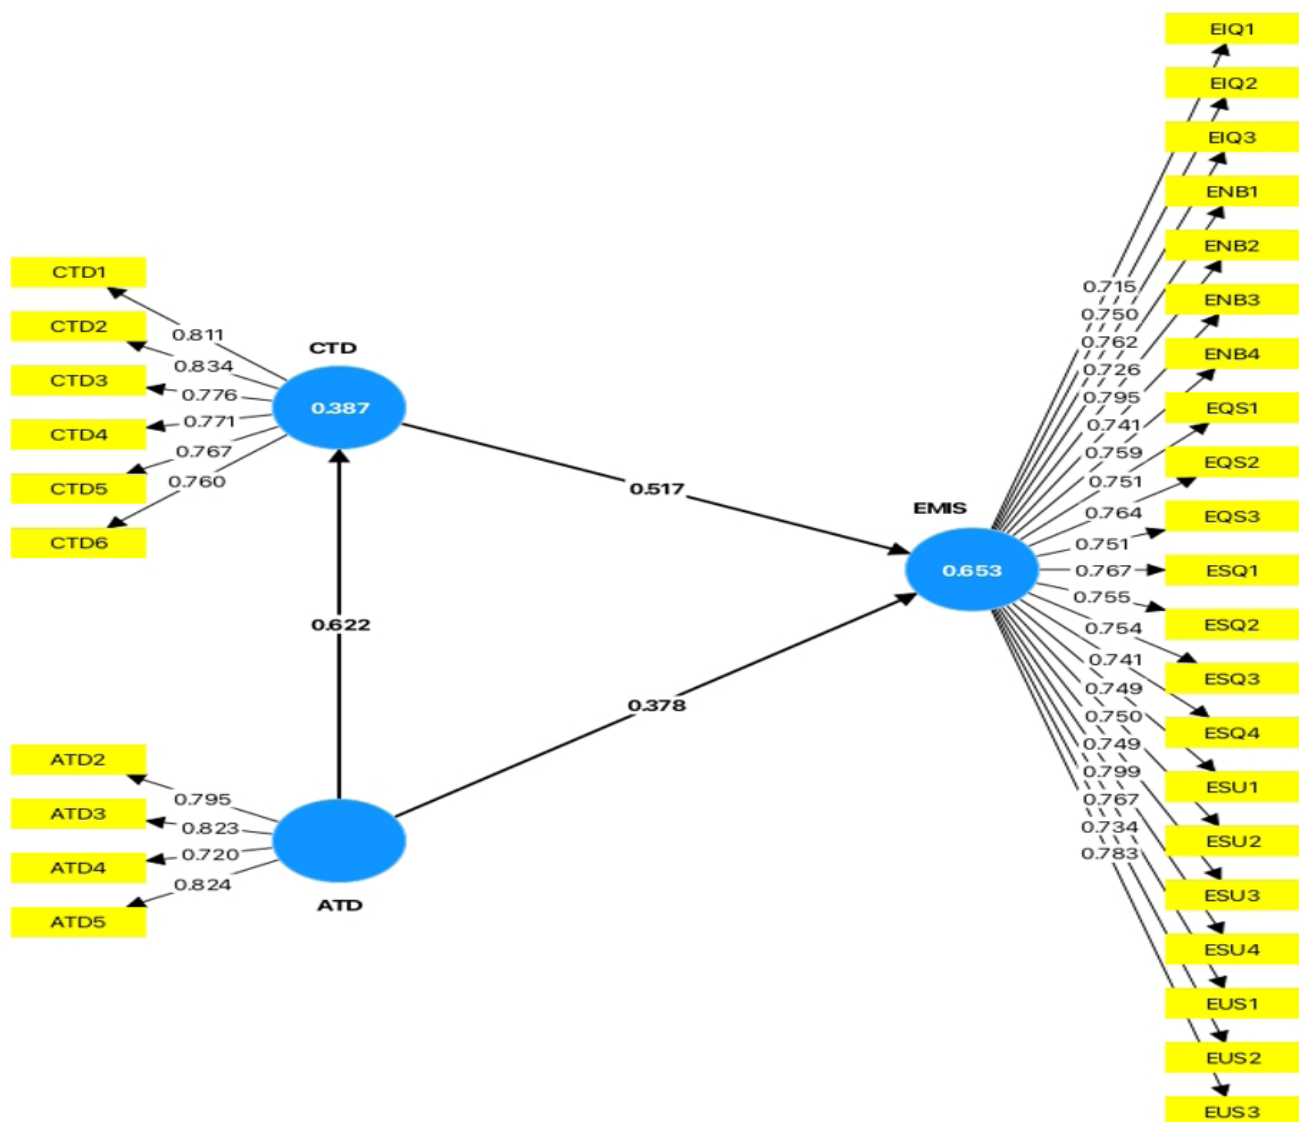 CTD1
CTD2
CTD3
CTD4
CTD5
CTD6
0.811
0.834
0.776
0.771
0.767
0.760
CTD
0.387
0.622
0.517
0.378
ATD2
ATD3
ATD4
ATD5
0.795
0.823
0.720
0.824
ATD
EMIS
0.653
0.715
0.750
0.762
0.726
0.795
0.741
0.759
0.751
0.764
0.751
0.767
0.755
0.754
0.741
0.749
0.750
0.749
0.799
0.767
0.734
0.783
EIQ1
EIQ2
EIQ3
ENB1
ENB2
ENB3
ENB4
EQS1
EQS2
EQS3
ESQ1
ESQ2
ESQ3
ESQ4
ESU1
ESU2
ESU3
ESU4
EUS1
EUS2
EUS3